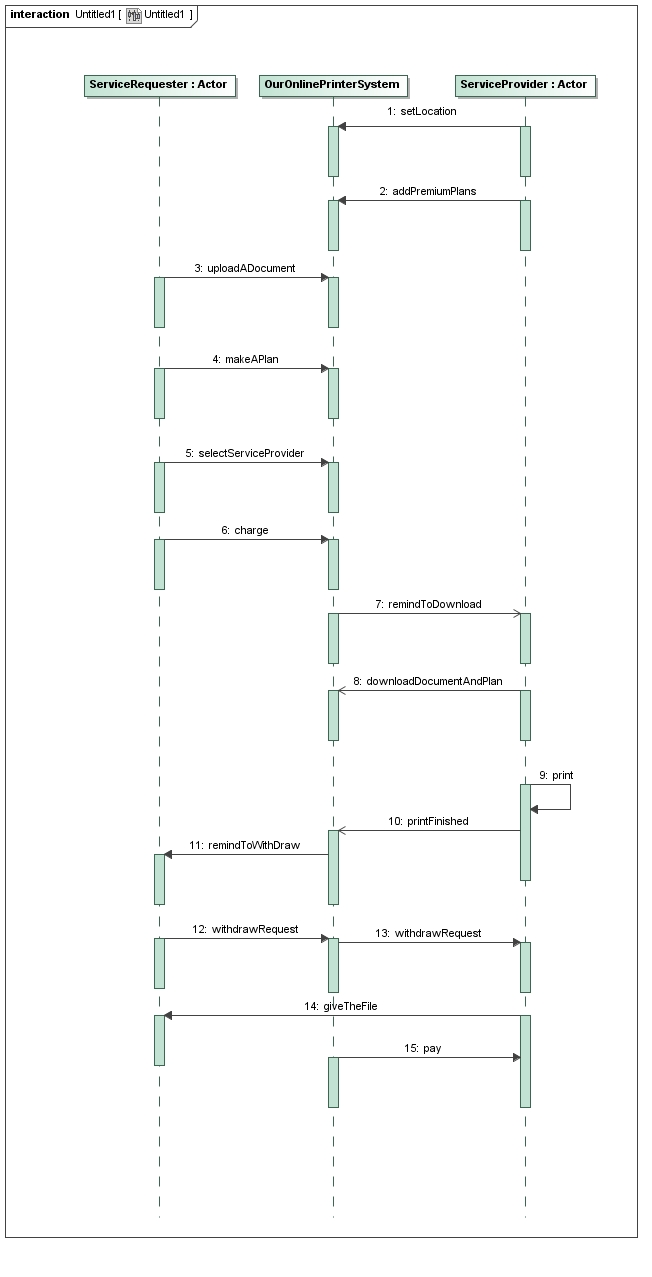 interaction Untitled1 [ Untitled1 ]
ServiceRequester : Actor
OurOnlinePrinterSystem
ServiceProvider : Actor
1: setLocation
2: addPremiumPlans
3: uploadADocument
4: makeAPlan
5: selectServiceProvider
6: charge
7: remindToDownload
8: downloadDocumentAndPlan
9: print
10: printFinished
11: remindToWithDraw
12: withdrawRequest
13: withdrawRequest
14: giveTheFile
15: pay